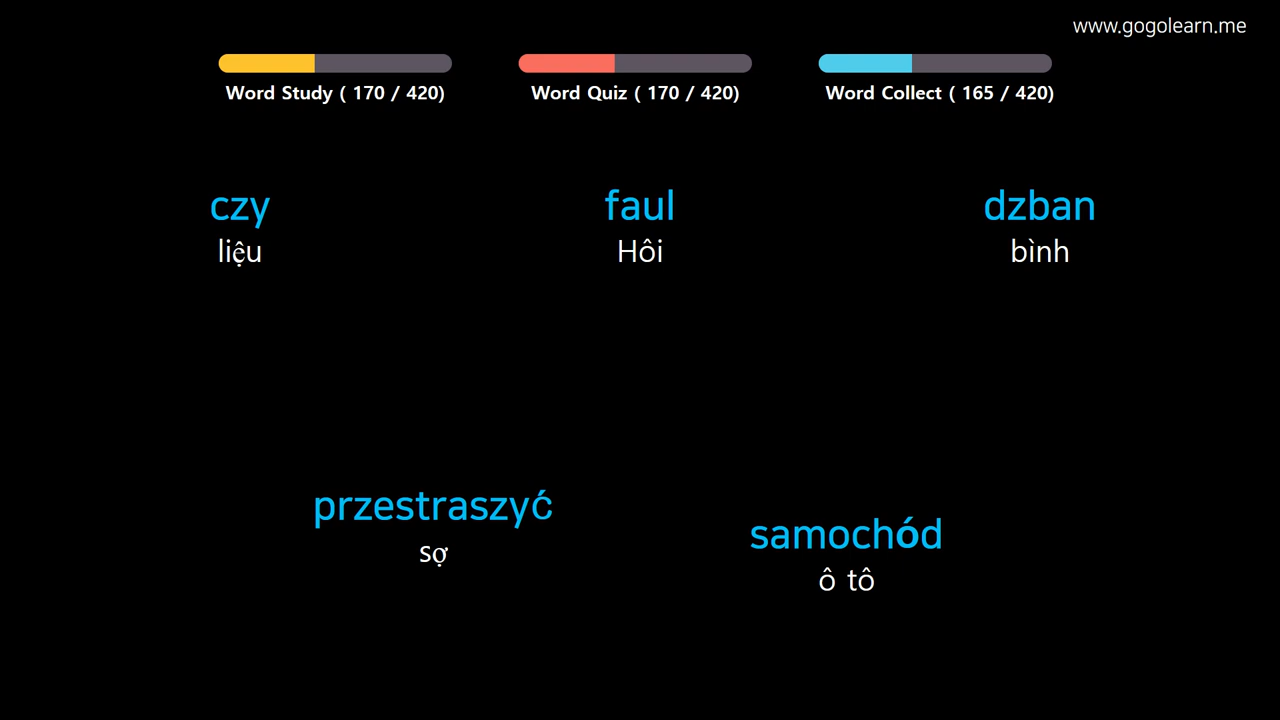 www.gogolearn.me
Word Study ( 170 / 420)
Word Quiz ( 170 / 420)
Word Collect ( 165 / 420)
czy
liệu
faul
Hôi
dzban
bình
przestraszyć
sợ
samochód
ô tô